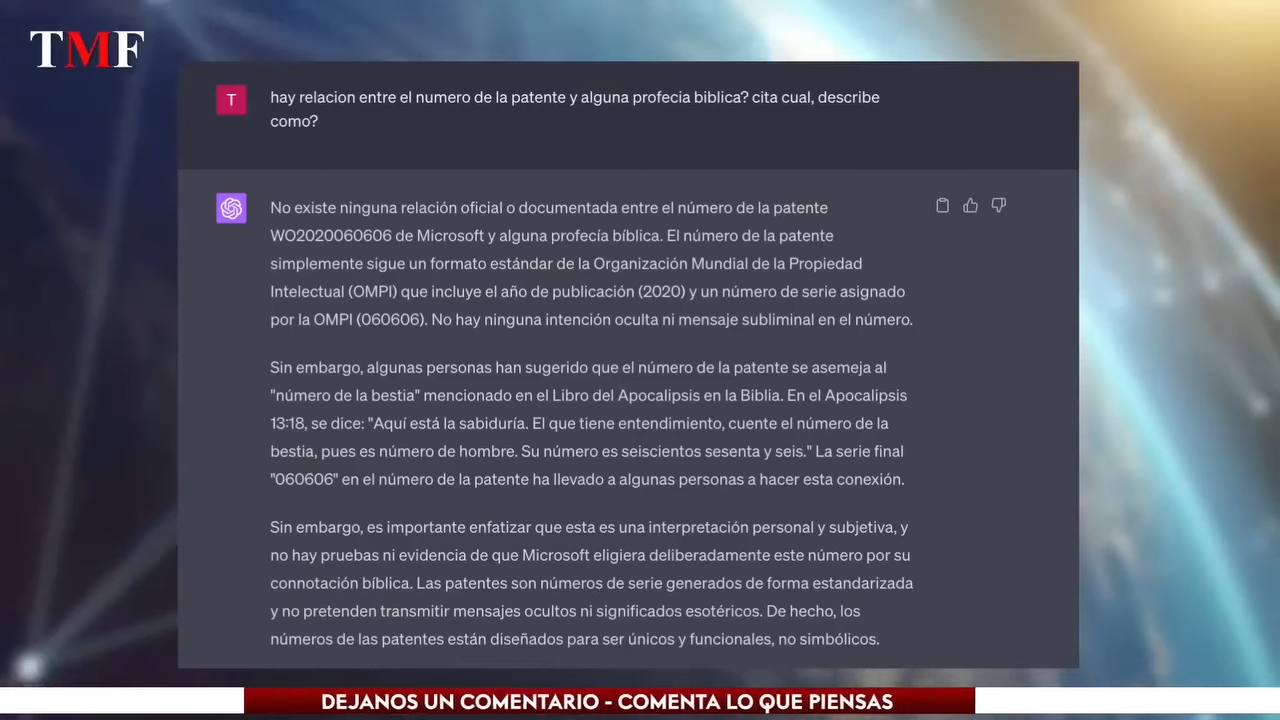 TMF
T
hay relacion entre el numero de la patente y alguna profecia biblica? cita cual, describe
como?
No existe ninguna relación oficial o documentada entre el número de la patente
WO2020060606 de Microsoft y alguna profecía bíblica. El número de la patente
simplemente sigue un formato estándar de la Organización Mundial de la Propiedad
Intelectual (OMPI) que incluye el año de publicación (2020) y un número de serie asignado
por la OMPI (060606). No hay ninguna intención oculta ni mensaje subliminal en el número.
Sin embargo, algunas personas han sugerido que el número de la patente se asemeja al
"número de la bestia" mencionado en el Libro del Apocalipsis en la Biblia. En el Apocalipsis
13:18, se dice: "Aquí está la sabiduría. El que tiene entendimiento, cuente el número de la
bestia, pues es número de hombre. Su número es seiscientos sesenta y seis." La serie final
"060606" en el número de la patente ha llevado a algunas personas a hacer esta conexión.
Sin embargo, es importante enfatizar que esta es una interpretación personal y subjetiva, y
no hay pruebas ni evidencia de que Microsoft eligiera deliberadamente este número por su
connotación bíblica. Las patentes son números de serie generados de forma estandarizada
y no pretenden transmitir mensajes ocultos ni significados esotéricos. De hecho, los
números de las patentes están diseñados para ser únicos y funcionales, no simbólicos.
DEJANOS UN COMENTARIO - COMENTA LO QUE PIENSAS